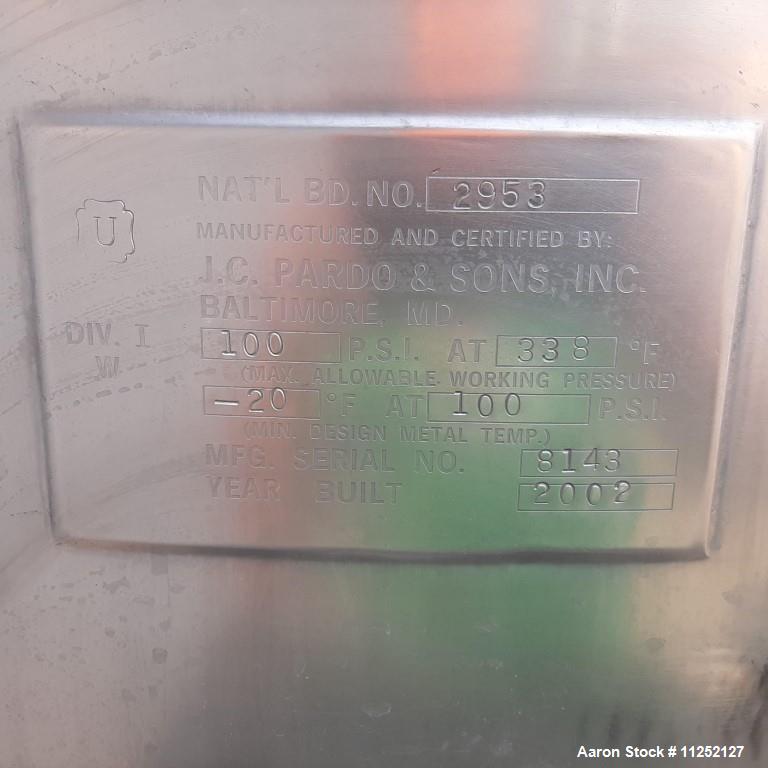 NAT'L BD. NO. 2953
U
MANUFACTURED AND CERTIFIED BY:
J.C. PARDO & SONS, INC.
BALTIMORE, MD.
DIV. I
W
100 P.S.I. AT 338 °F
(MAX. ALLOWABLE WORKING PRESSURE)
-20 °F AT 100 P.S.I.
(MIN. DESIGN METAL TEMP.)
MFG. SERIAL NO. 8143
YEAR BUILT 2002
Aaron Stock # 11252127